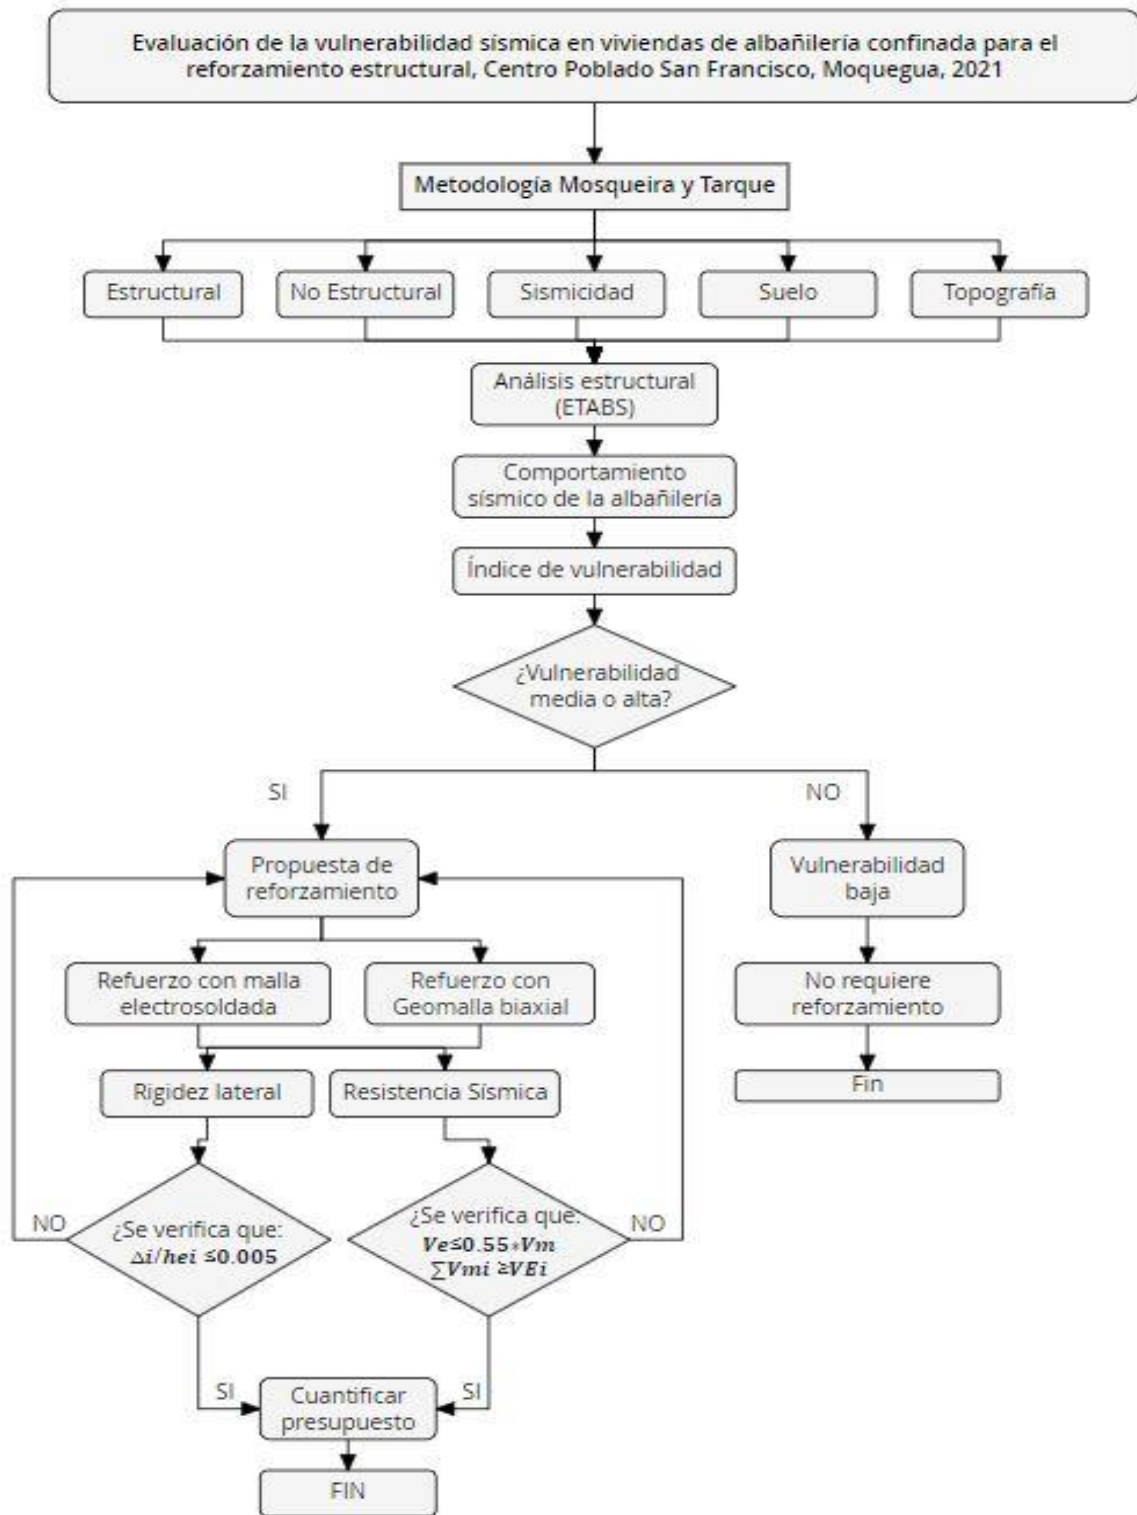 Evaluación de la vulnerabilidad sísmica en viviendas de albañilería confinada para el
reforzamiento estructural, Centro Poblado San Francisco, Moquegua, 2021
Metodología Mosqueira y Tarque
Estructural
No Estructural
Sismicidad
Suelo
Topografía
Análisis estructural
(ETABS)
Comportamiento
sísmico de la albañilería
Índice de vulnerabilidad
¿Vulnerabilidad
media o alta?
SI
NO
Propuesta de
reforzamiento
Vulnerabilidad
baja
Refuerzo con malla
electrosoldada
Refuerzo con
Geomalla biaxial
No requiere
reforzamiento
Rigidez lateral
Resistencia Sísmica
Fin
NO
¿Se verifica que:
Δi/hei ≤0.005
¿Se verifica que:
Ve≤0.55*Vm
∑Vmi ≥VEi
NO
SI
SI
Cuantificar
presupuesto
FIN